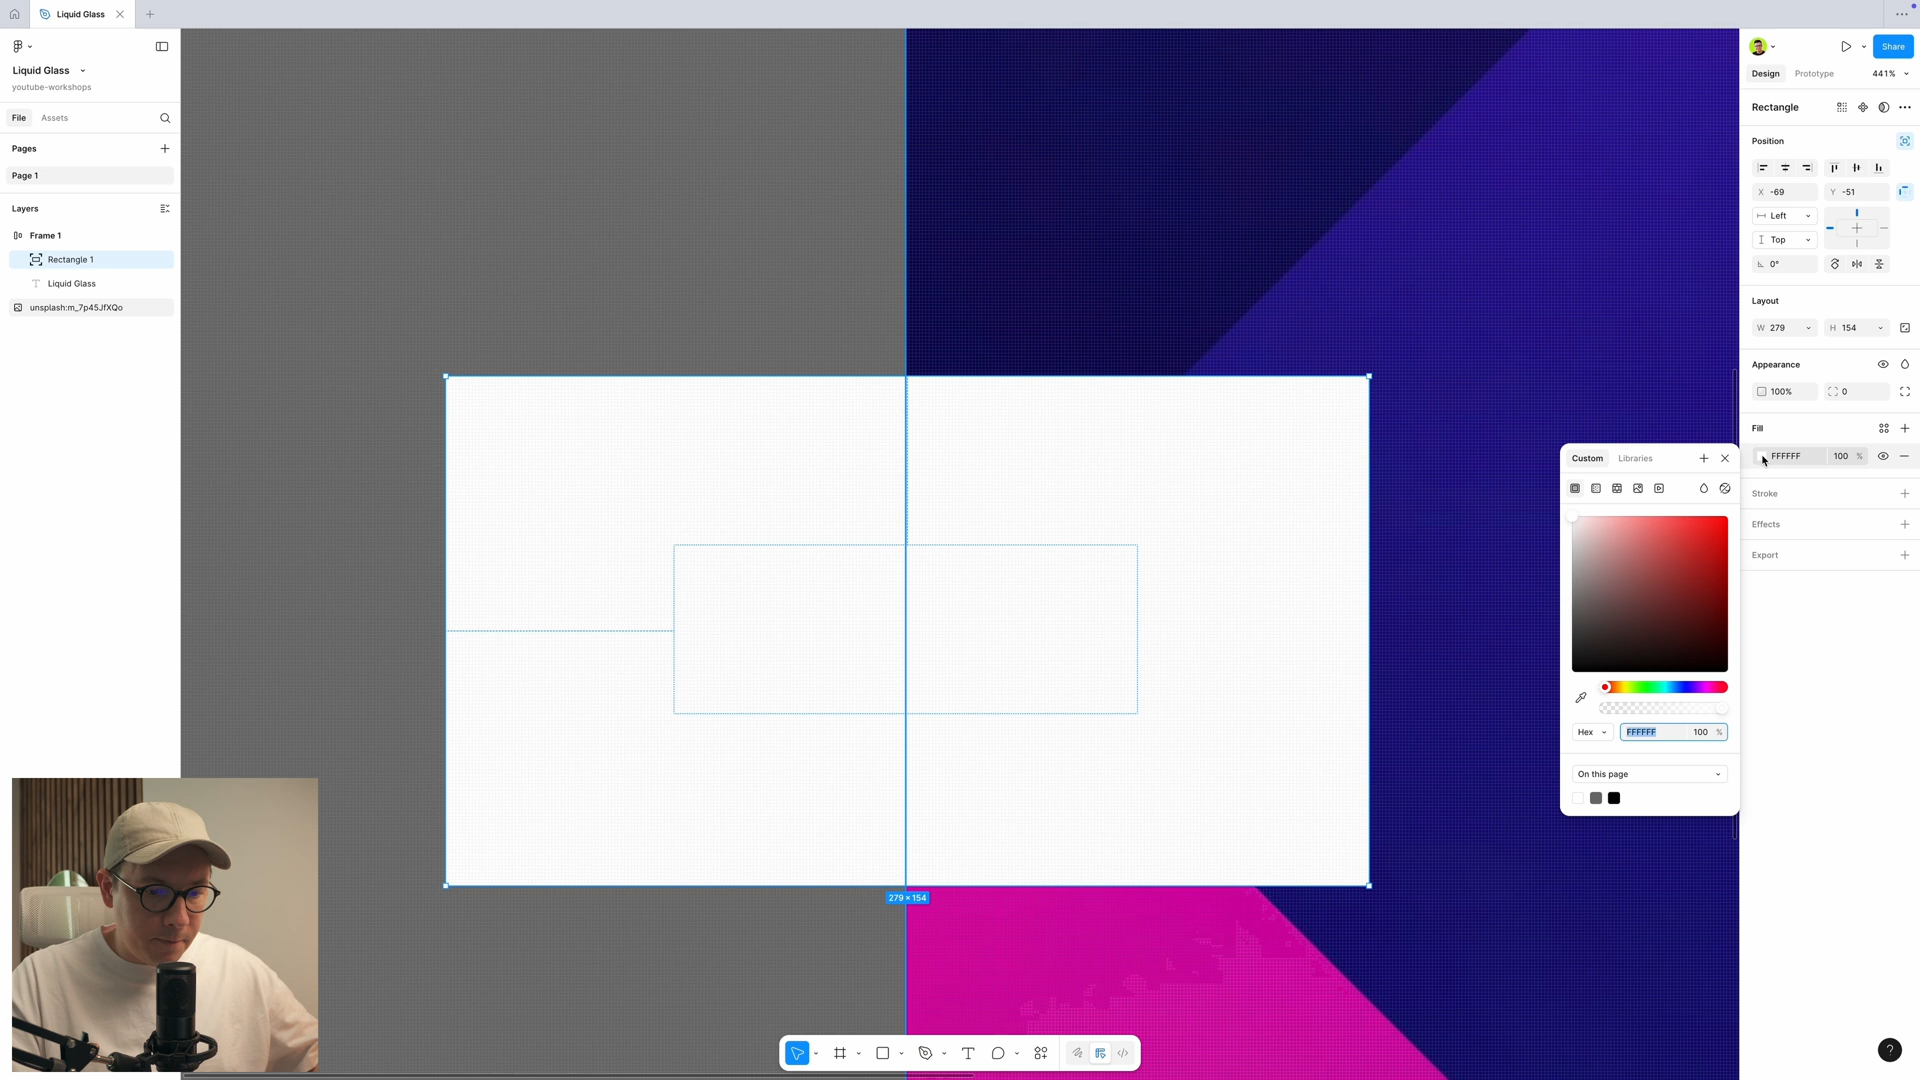 Liquid Glass
Liquid Glass
youtube-workshops
File
Assets
Pages
Page 1
Layers
Frame 1
Rectangle 1
Liquid Glass
unsplash:m_7p45JfXQo
279 × 154
Share
Design
Prototype
441%
Rectangle
Position
X -69
Y -51
Left
Top
0°
Layout
W 279
H 154
Appearance
100%
0
Fill
FFFFFF
100 %
Stroke
Effects
Export
Custom
Libraries
Hex
FFFFFF
100 %
On this page
?